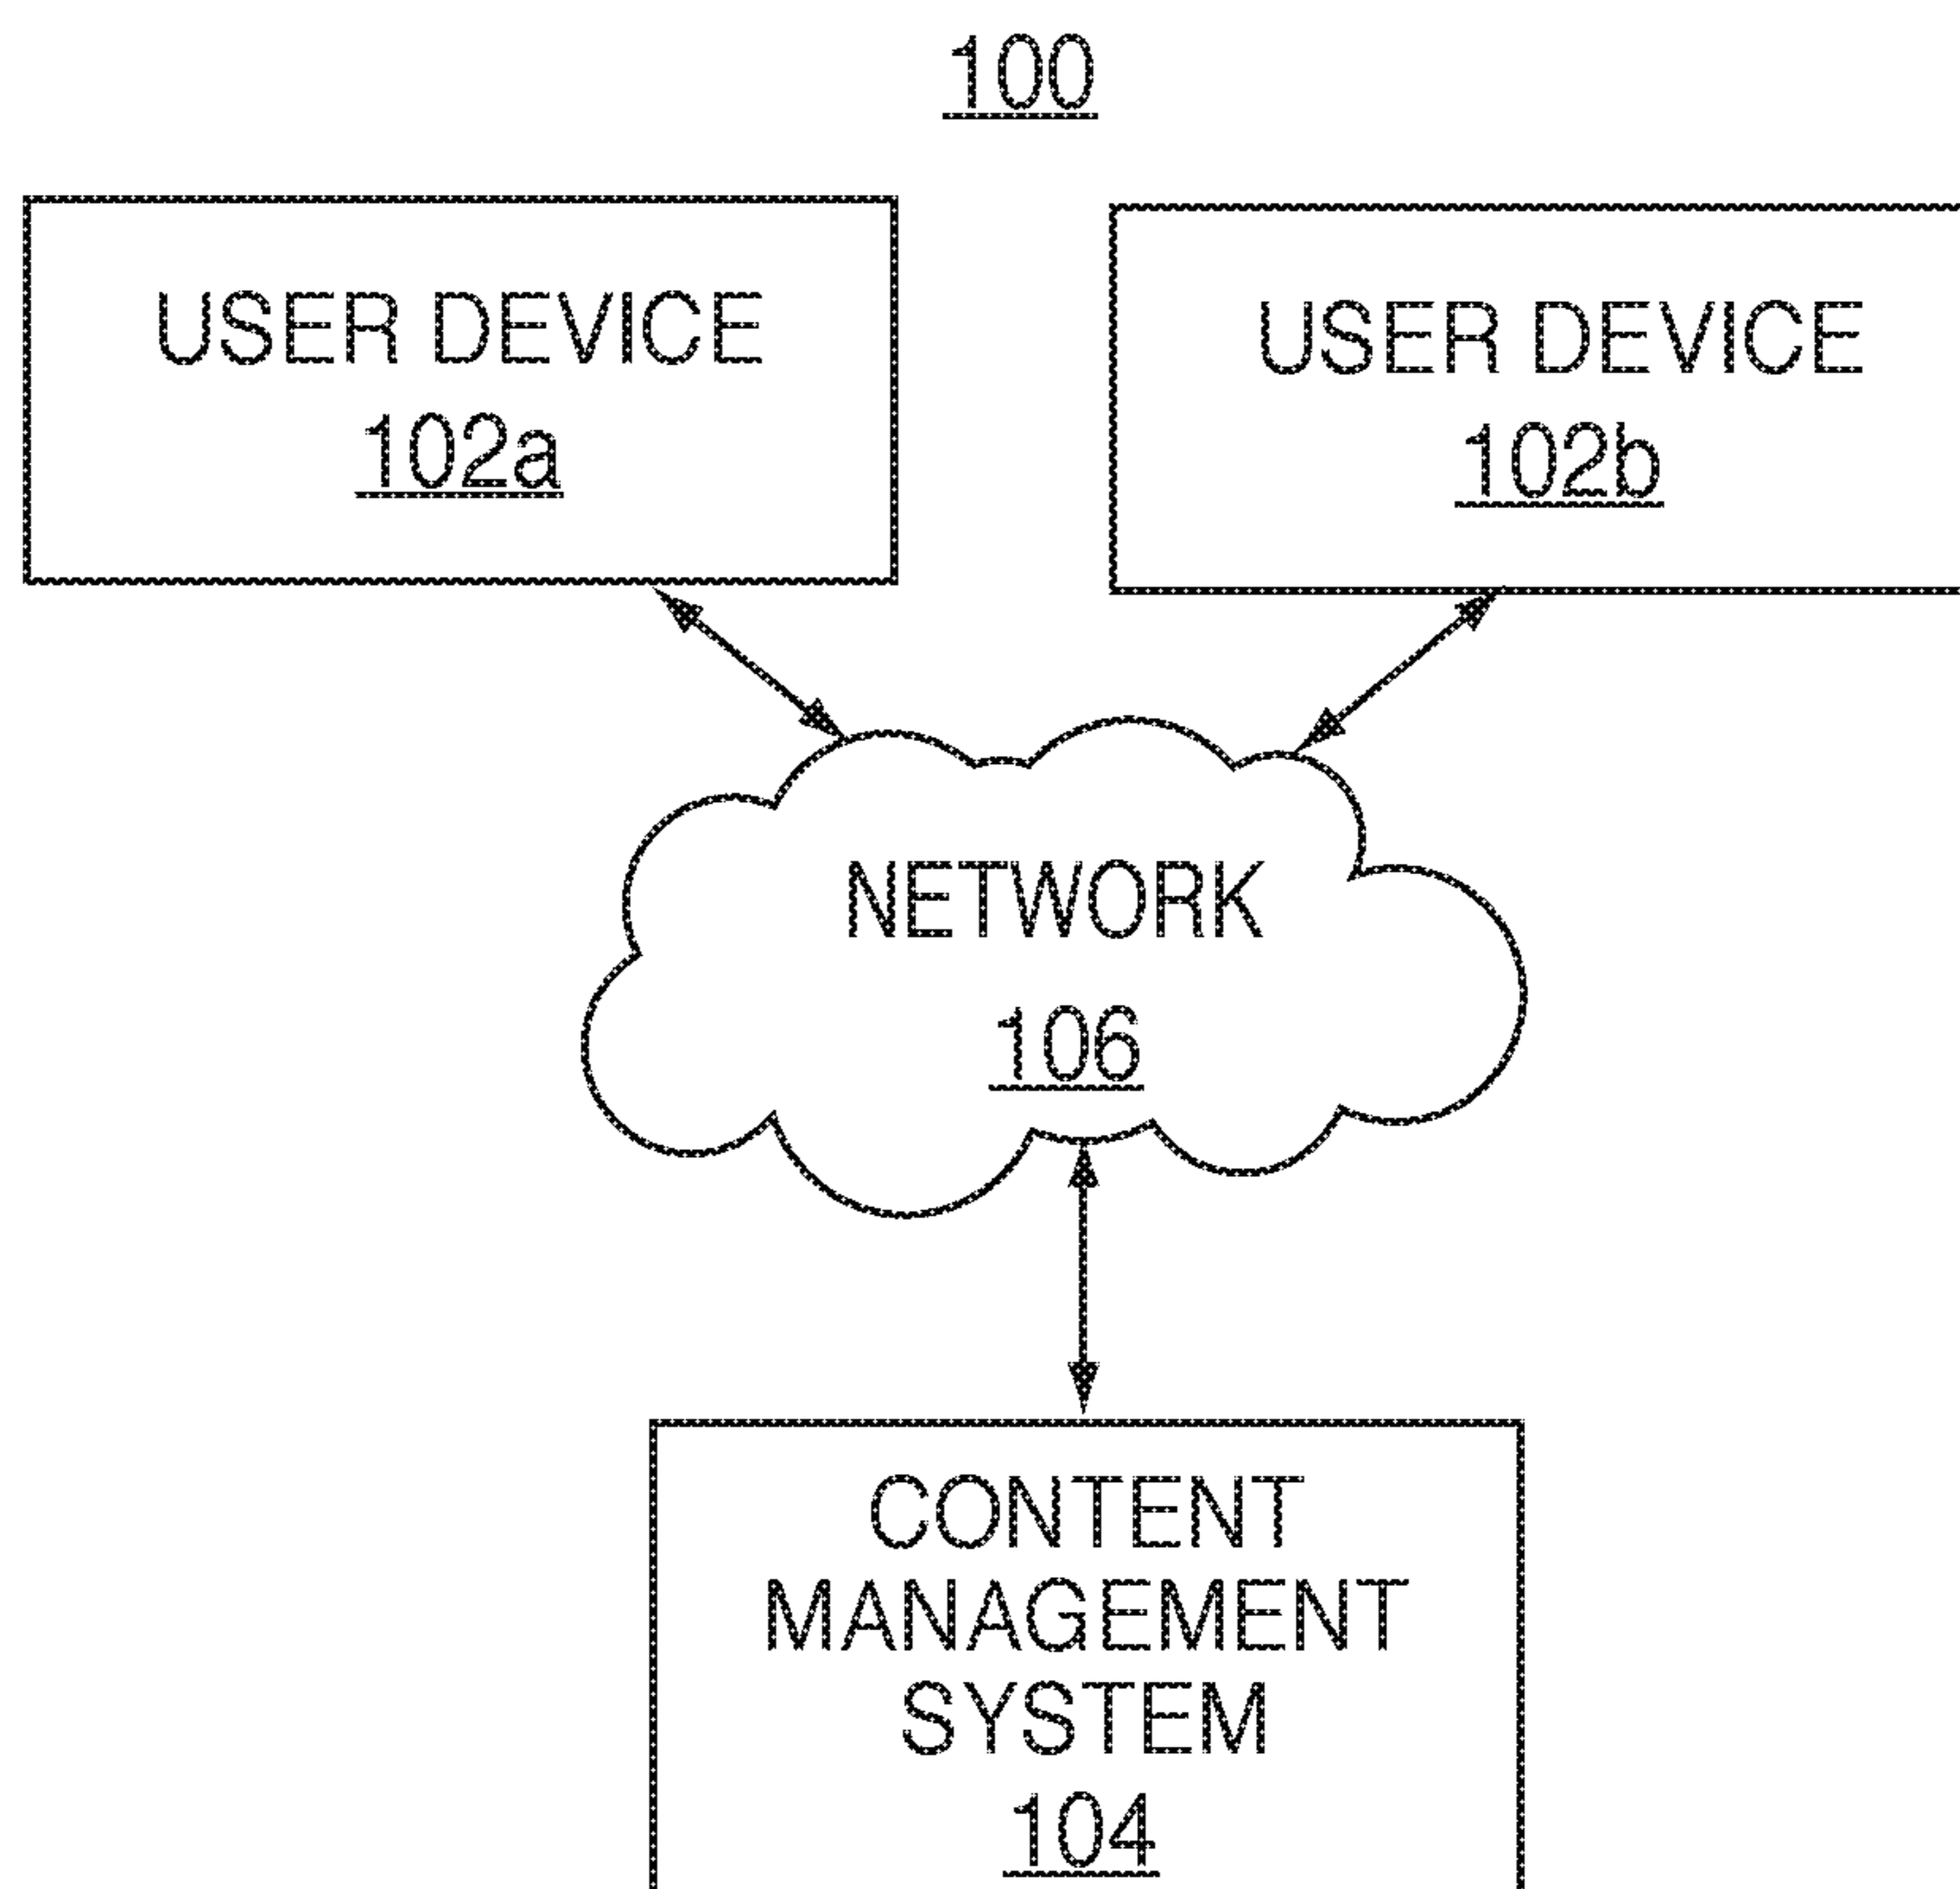 100
USER DEVICE
102a
USER DEVICE
102b
NETWORK
106
CONTENT
MANAGEMENT
SYSTEM
104